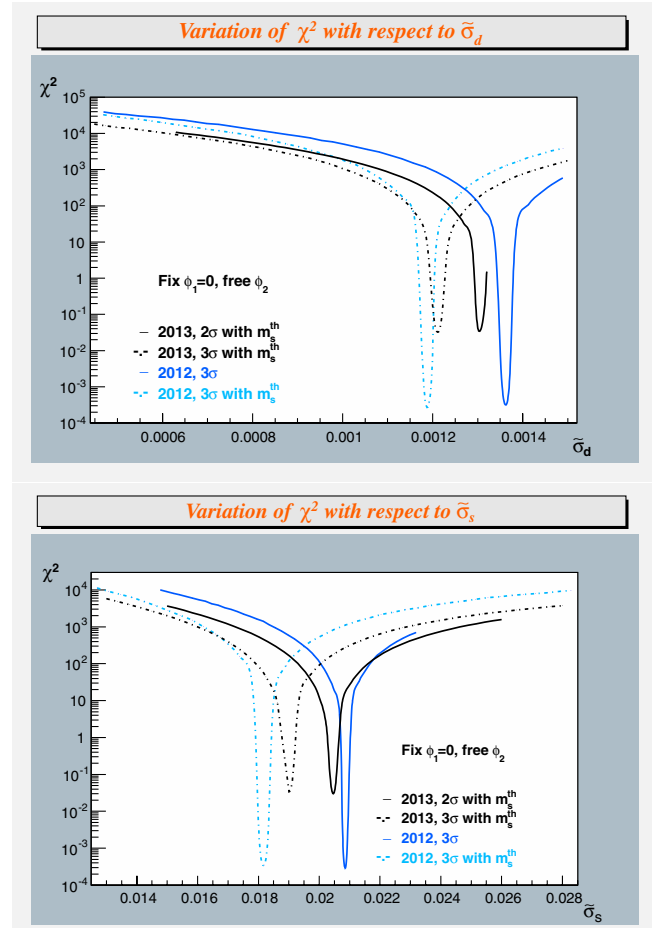 Variation of χ² with respect to σ̃_d
χ²
10⁵
10⁴
10³
10²
10
1
10⁻¹
10⁻²
10⁻³
10⁻⁴
Fix ϕ₁=0, free ϕ₂
2013, 2σ with mₛᵗʰ
2013, 3σ with mₛᵗʰ
2012, 3σ
2012, 3σ with mₛᵗʰ
0.0006 0.0008 0.001 0.0012 0.0014
σ̃_d
Variation of χ² with respect to σ̃ₛ
χ²
10⁴
10³
10²
10
1
10⁻¹
10⁻²
10⁻³
10⁻⁴
Fix ϕ₁=0, free ϕ₂
2013, 2σ with mₛᵗʰ
2013, 3σ with mₛᵗʰ
2012, 3σ
2012, 3σ with mₛᵗʰ
0.014 0.016 0.018 0.02 0.022 0.024 0.026 0.028
σ̃ₛ